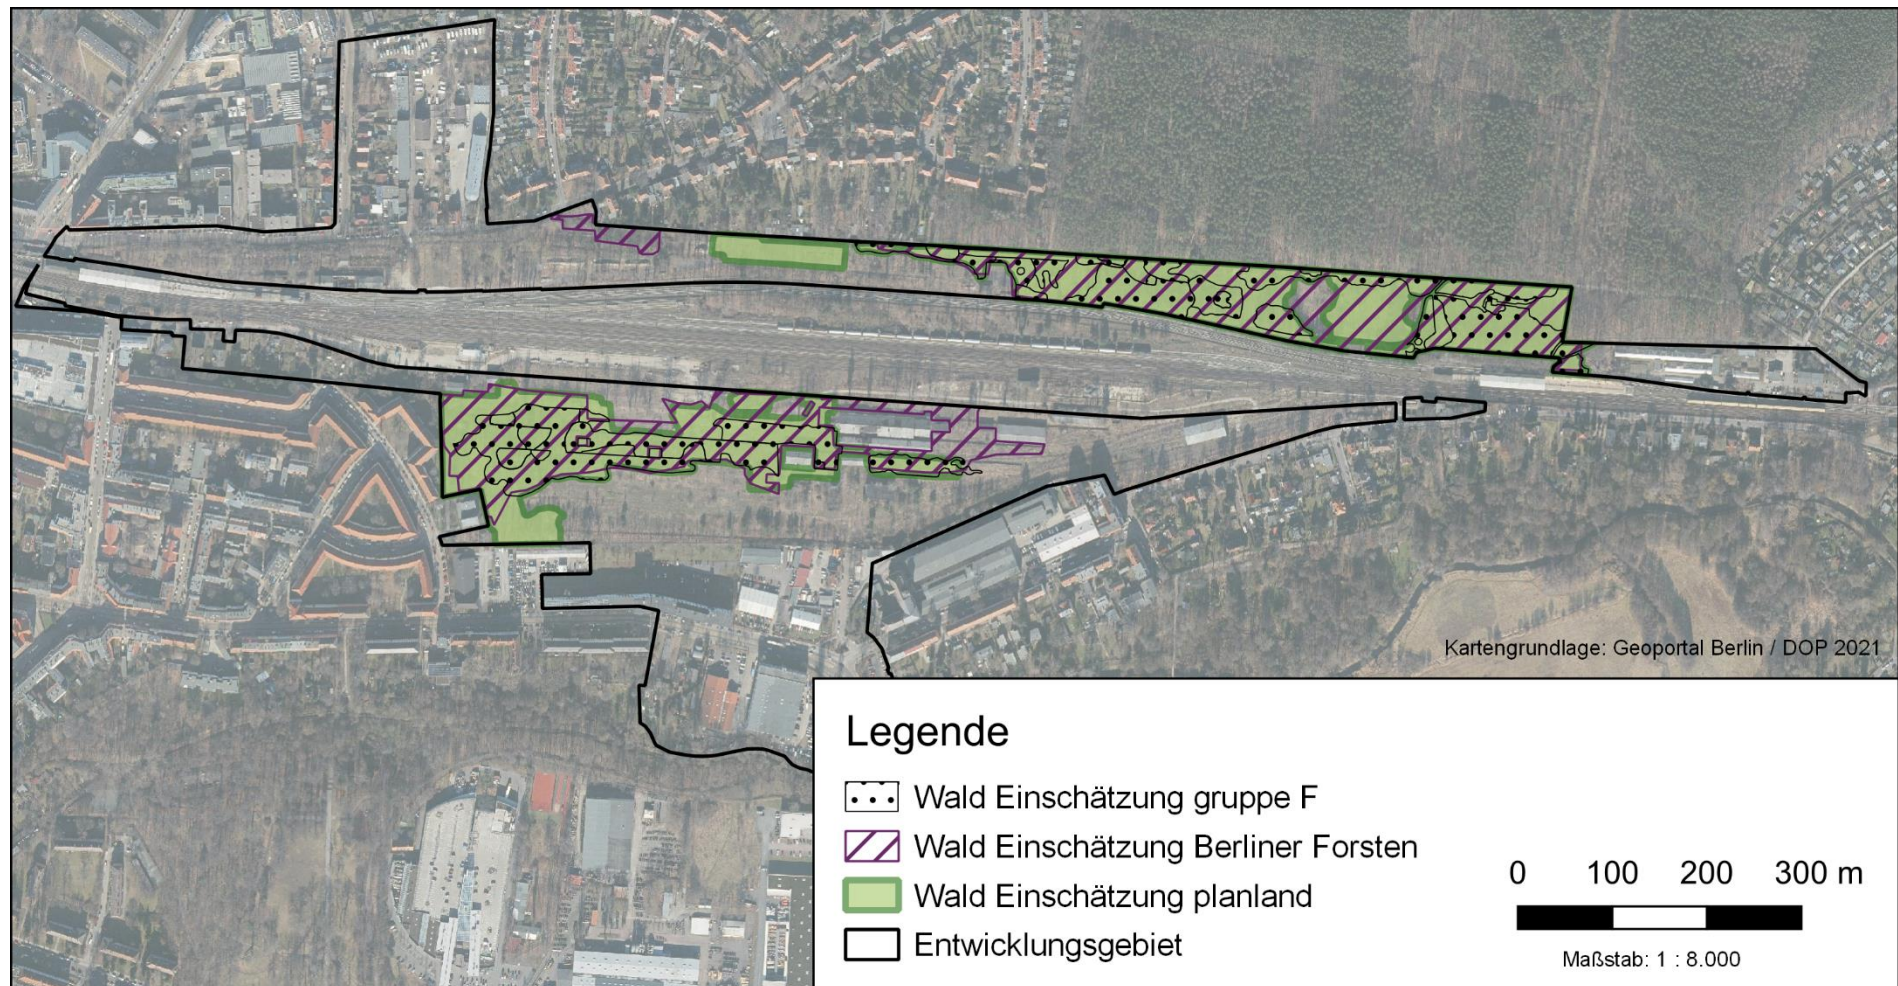 Kartengrundlage: Geoportal Berlin / DOP 2021
Legende
Wald Einschätzung gruppe F
Wald Einschätzung Berliner Forsten
Wald Einschätzung planland
Entwicklungsgebiet
0 100 200 300 m
Maßstab: 1 : 8.000